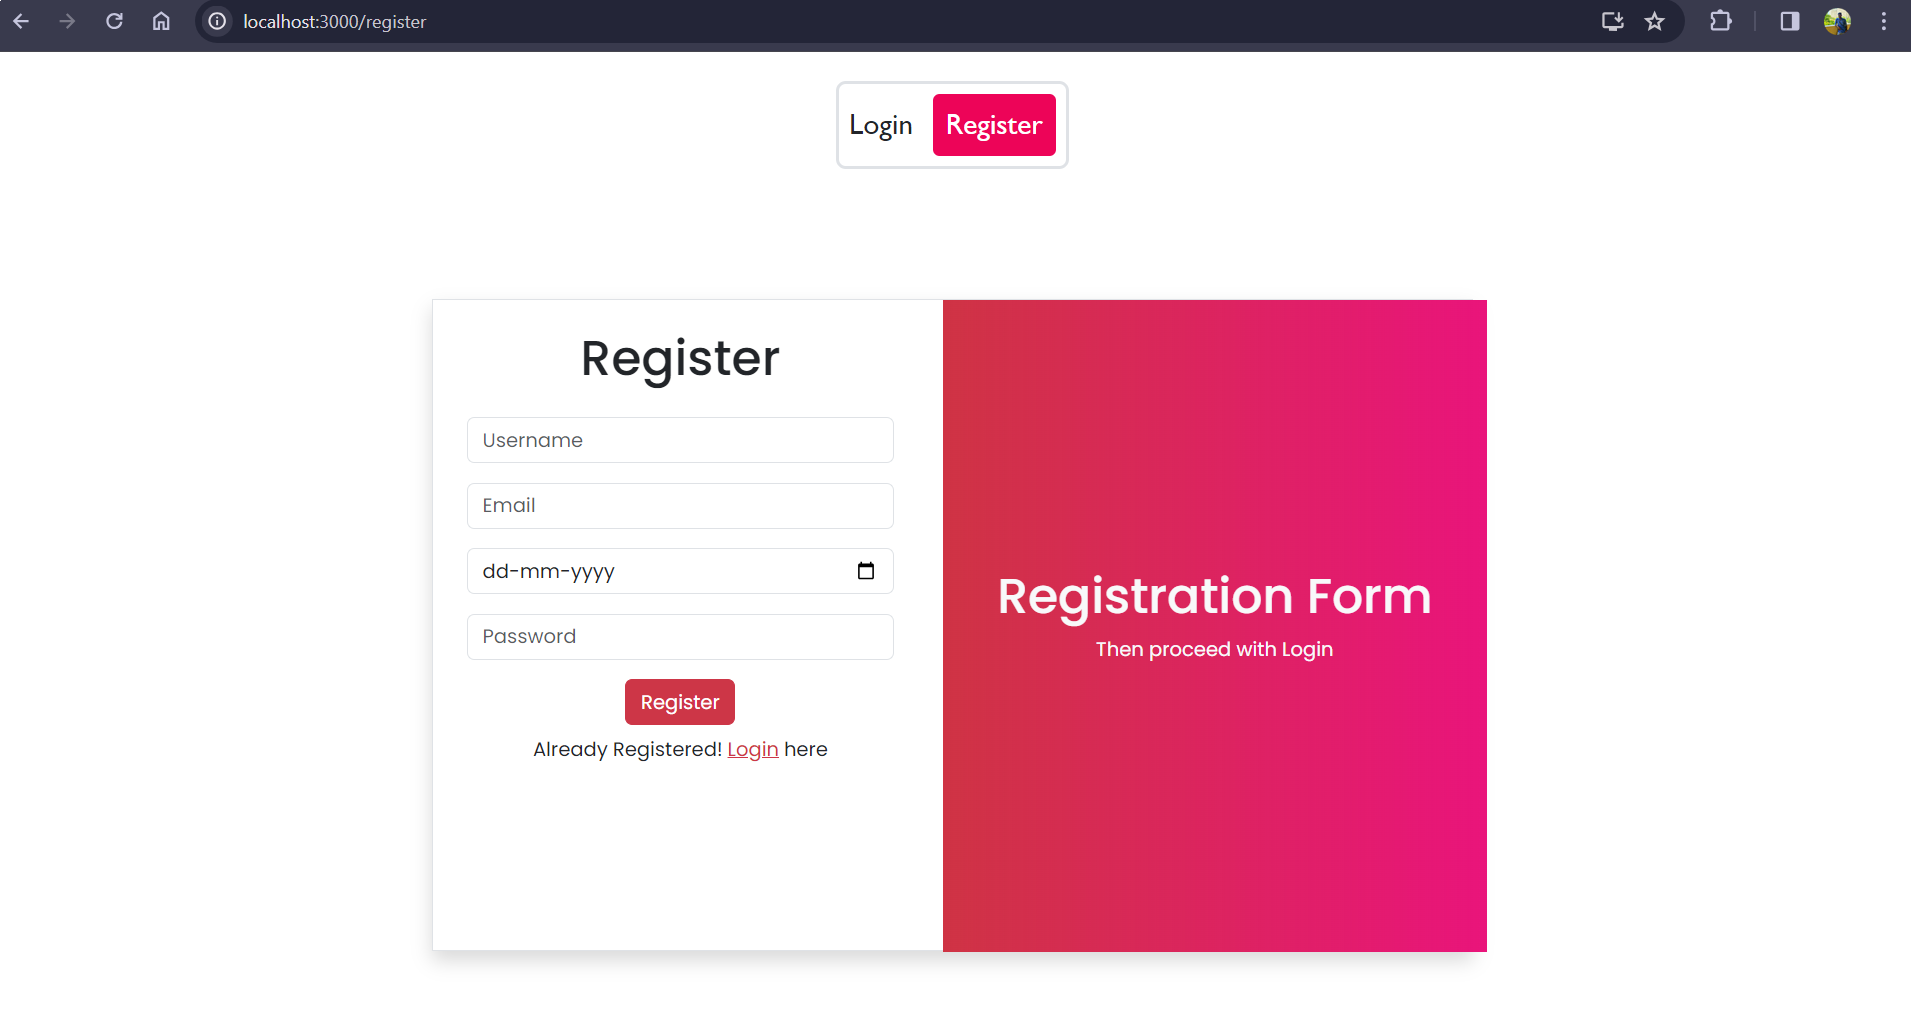 localhost:3000/register
Login Register
Register
Username
Email
dd-mm-yyyy
Password
Register
Already Registered! Login here
Registration Form
Then proceed with Login